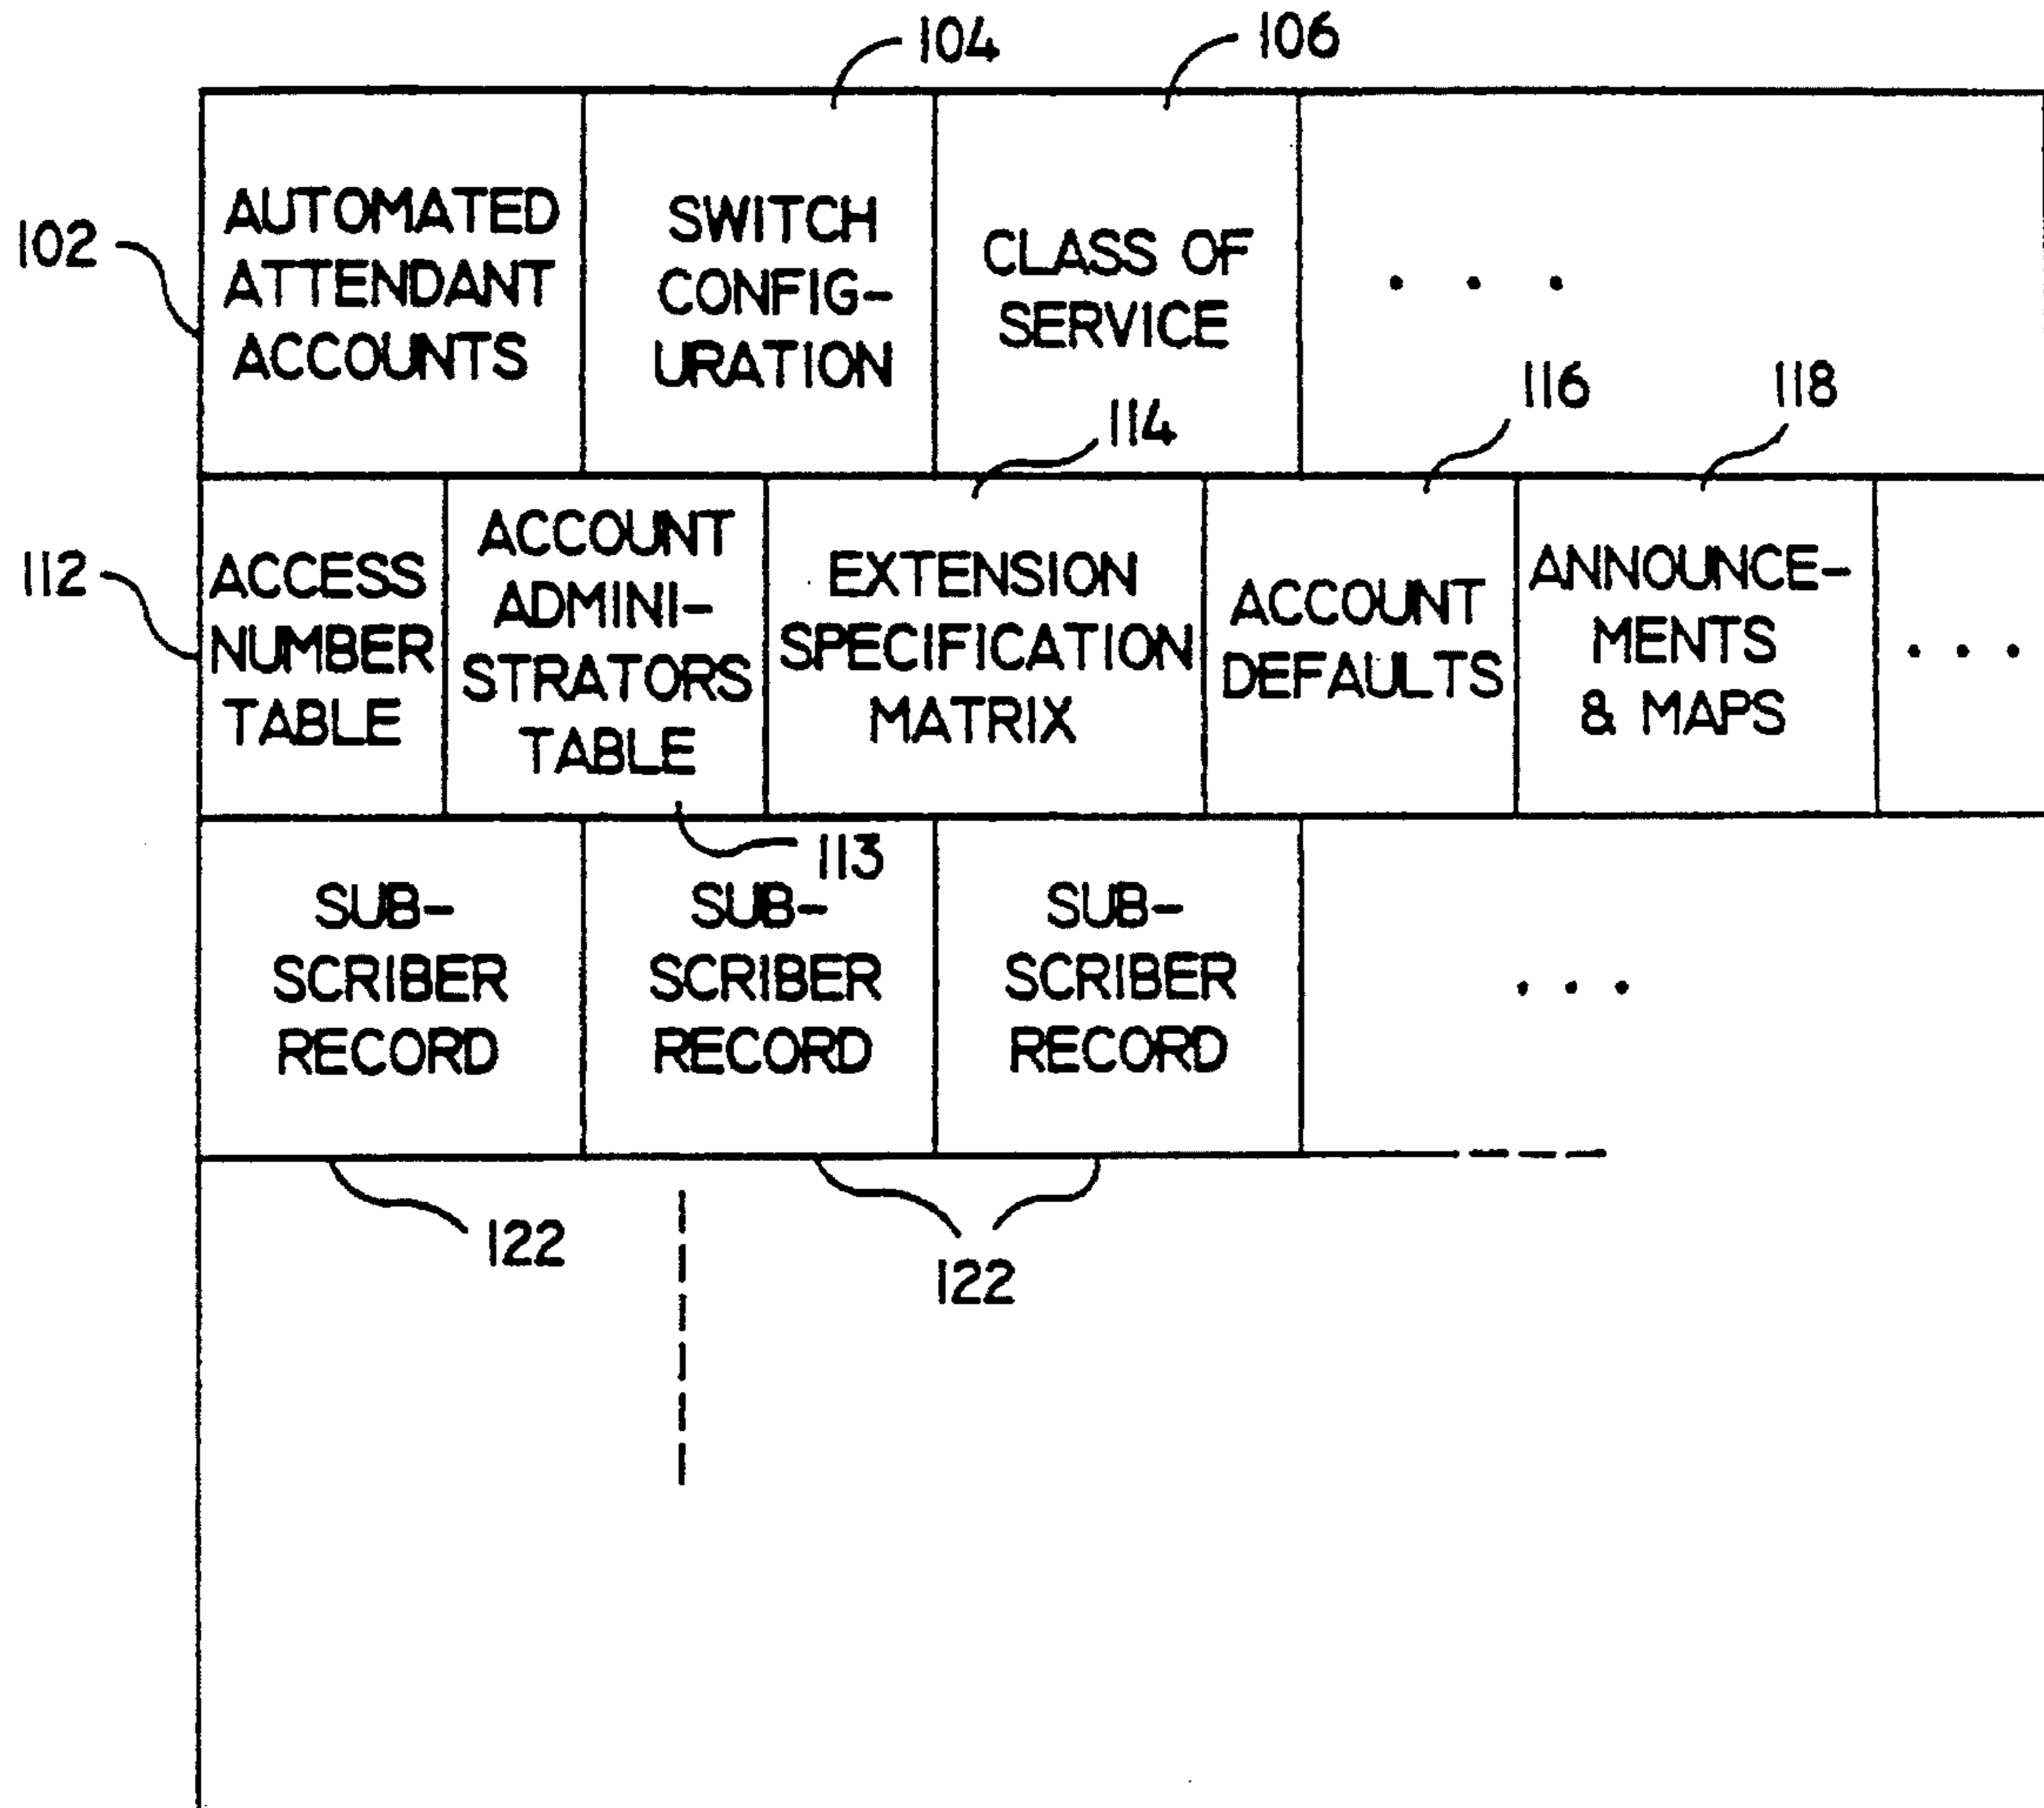 104
106
102
AUTOMATED
ATTENDANT
ACCOUNTS
SWITCH
CONFIG-
URATION
CLASS OF
SERVICE
. . .
114
116
118
112
ACCESS
NUMBER
TABLE
ACCOUNT
ADMINI-
STRATORS
TABLE
EXTENSION
SPECIFICATION
MATRIX
ACCOUNT
DEFAULTS
ANNOUNCE-
MENTS
& MAPS
. . .
113
SUB-
SCRIBER
RECORD
SUB-
SCRIBER
RECORD
SUB-
SCRIBER
RECORD
. . .
122
122